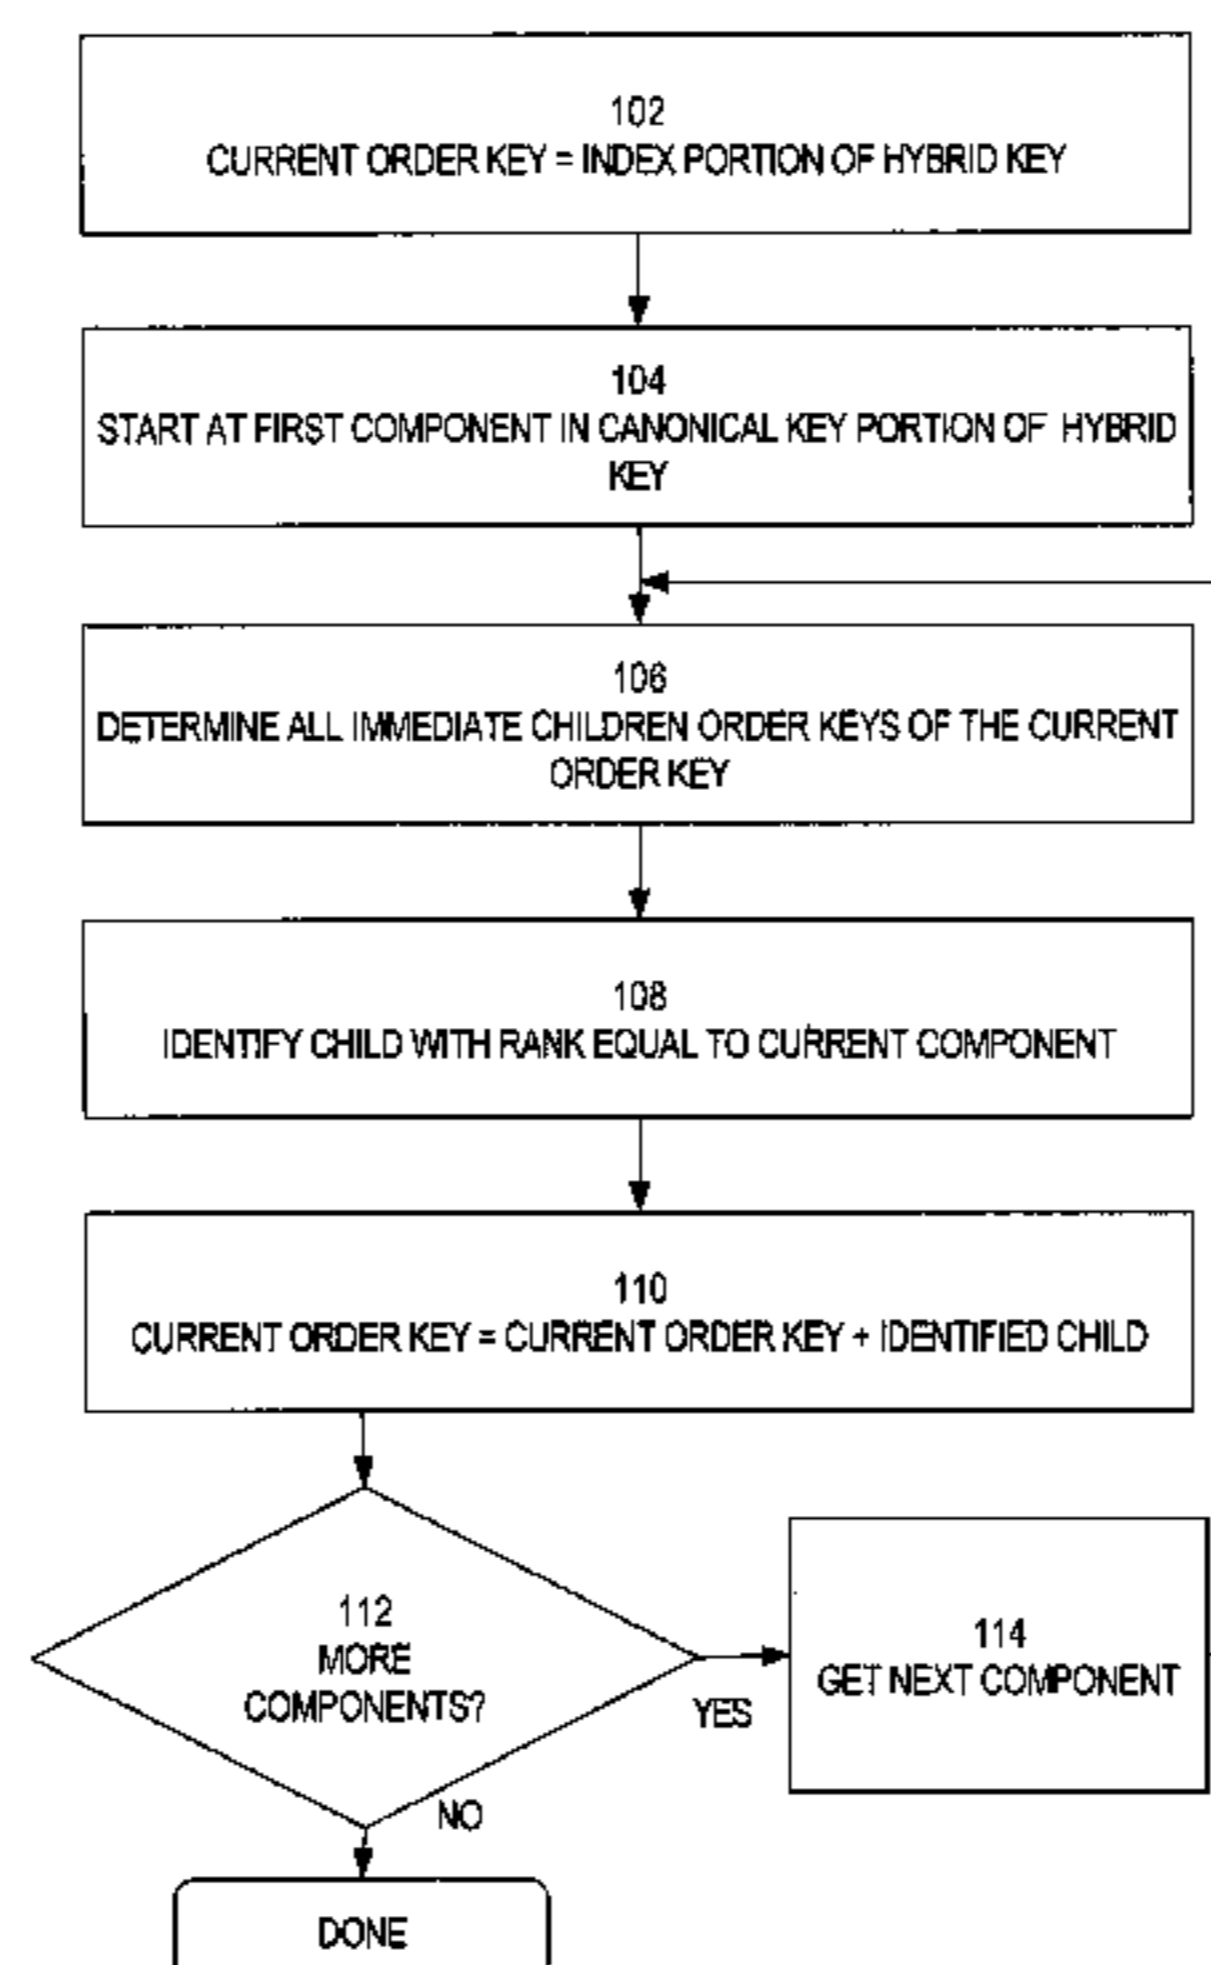 102
CURRENT ORDER KEY = INDEX PORTION OF HYBRID KEY
104
START AT FIRST COMPONENT IN CANONICAL KEY PORTION OF HYBRID
KEY
106
DETERMINE ALL IMMEDIATE CHILDREN ORDER KEYS OF THE CURRENT
ORDER KEY
108
IDENTIFY CHILD WITH RANK EQUAL TO CURRENT COMPONENT
110
CURRENT ORDER KEY = CURRENT ORDER KEY + IDENTIFIED CHILD
112
MORE
COMPONENTS?
YES
114
GET NEXT COMPONENT
NO
DONE